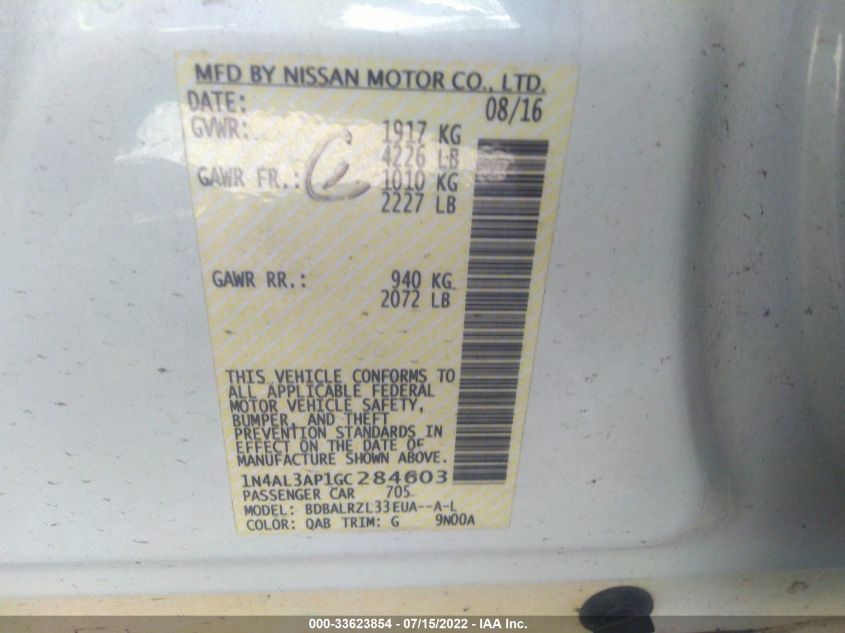 MFD BY NISSAN MOTOR CO., LTD.
DATE: 08/16
GVWR: 1917 KG
4226 LB
GAWR FR.: 1010 KG
2227 LB
GAWR RR.: 940 KG
2072 LB
THIS VEHICLE CONFORMS TO
ALL APPLICABLE FEDERAL
MOTOR VEHICLE SAFETY,
BUMPER, AND THEFT
PREVENTION STANDARDS IN
EFFECT ON THE DATE OF
MANUFACTURE SHOWN ABOVE.
1N4AL3AP1GC284603
PASSENGER CAR 705
MODEL: BDBALRZL33EUA--A-L
COLOR: QAB TRIM: G 9N00A
000-33623854 - 07/15/2022 - IAA Inc.